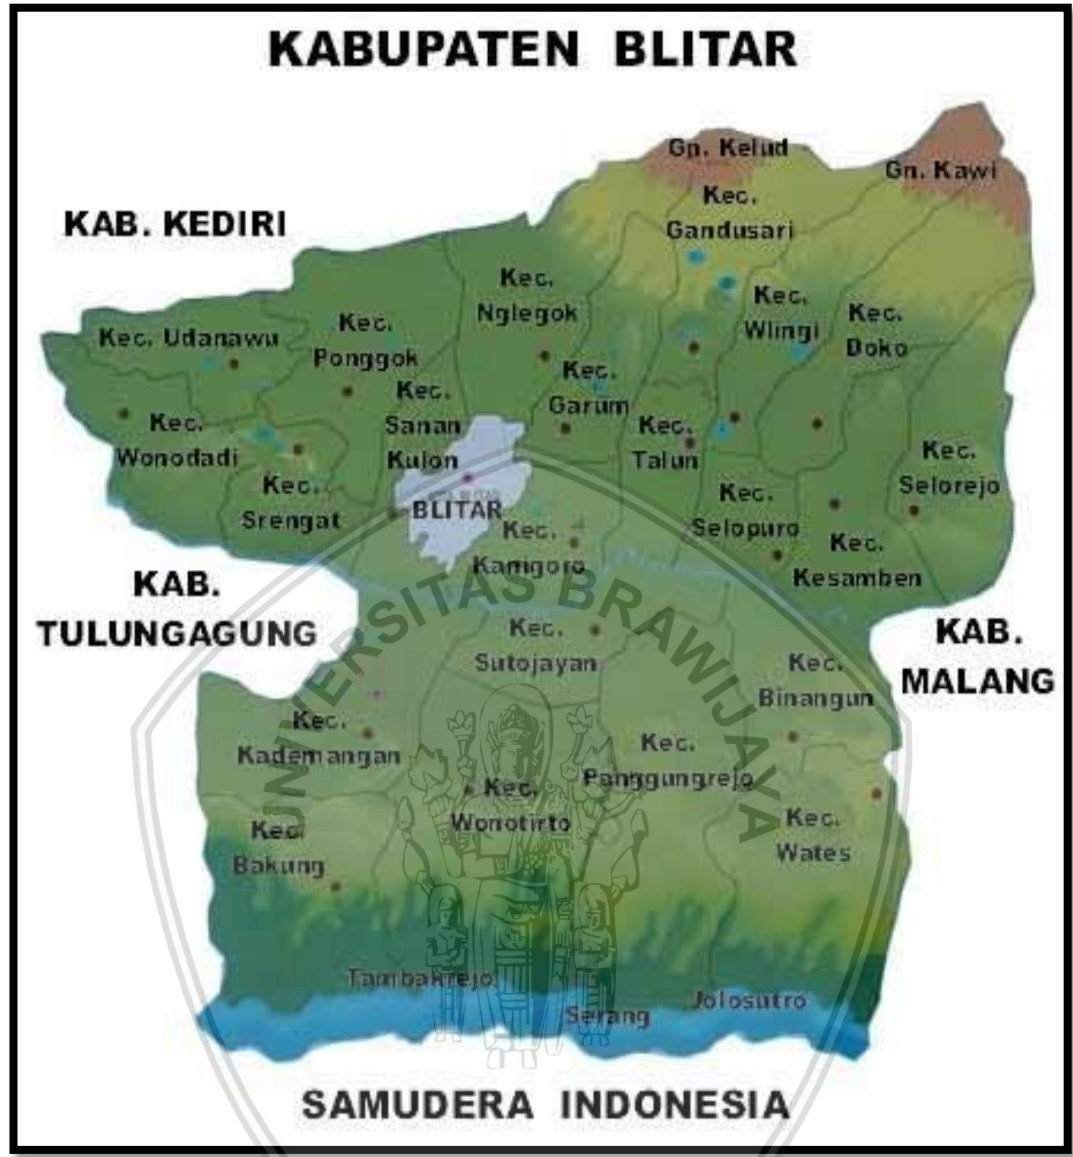 KABUPATEN BLITAR
Gn. Kelud
Gn. Kawi
Kec.
Gandusari
KAB. KEDIRI
Kec.
Nglegok
Kec.
Wlingi
Kec.
Doko
Kec. Udanawu
Kec.
Ponggok
Kec.
Garum
Kec.
Sanan
Kulon
Kec.
Wonodadi
Kec.
Talun
Kec.
Selorejo
Kec.
Srengat
BLITAR
Kec.
Selopuro
Kec.
Kanigoro
Kec.
Kesamben
KAB.
TULUNGAGUNG
KAB.
MALANG
UNIVERSITAS BRAWIJAYA
Kec.
Sutojayan
Kec.
Binangun
Kec.
Kademangan
Kec.
Panggungrejo
Kec.
Wonotirto
Kec.
Wates
Kec.
Bakung
Tambakrejo
Serang
Jolosutro
SAMUDERA INDONESIA